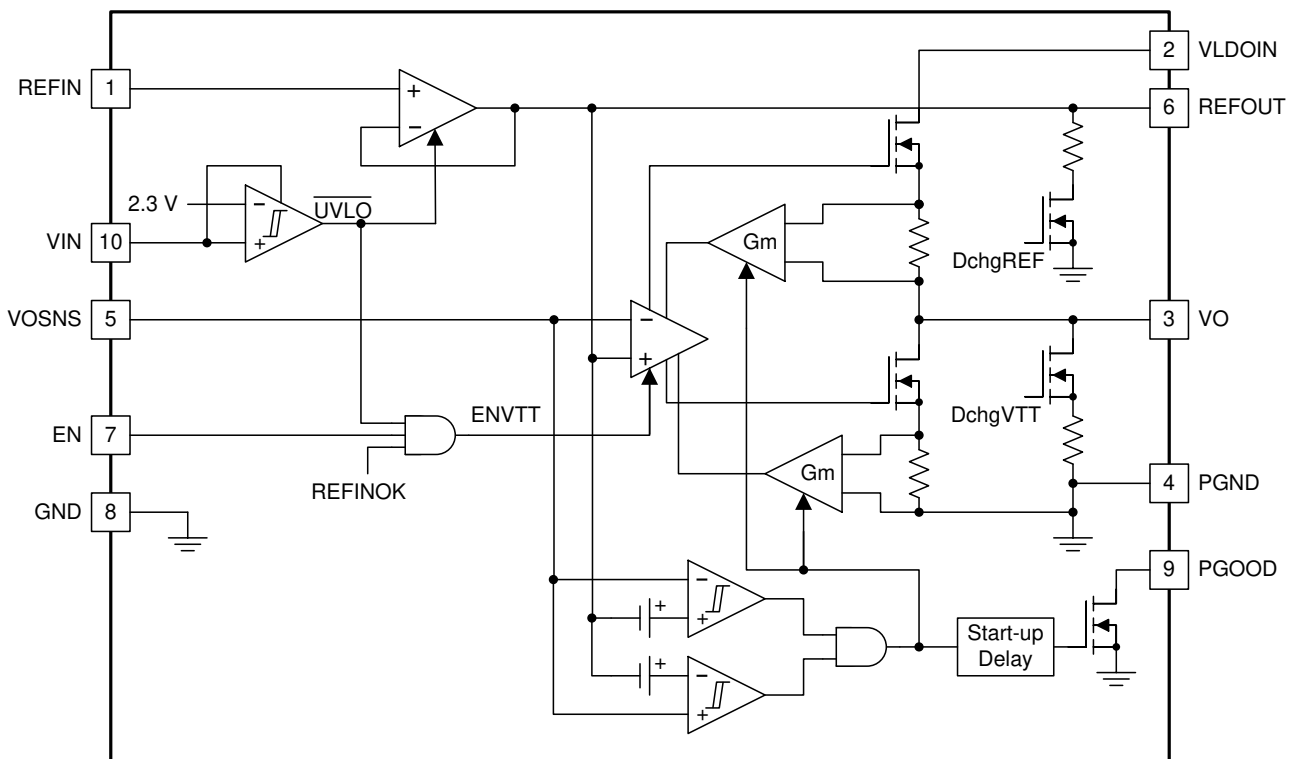 2 VLDOIN
REFIN 1
+
−
6 REFOUT
2.3 V
−
+
UVLO
VIN 10
Gm
DchgREF
VOSNS 5
−
+
3 VO
DchgVTT
EN 7
ENVTT
REFINOK
Gm
4 PGND
GND 8
9 PGOOD
−
+
+
Start-up
Delay
+
−
+